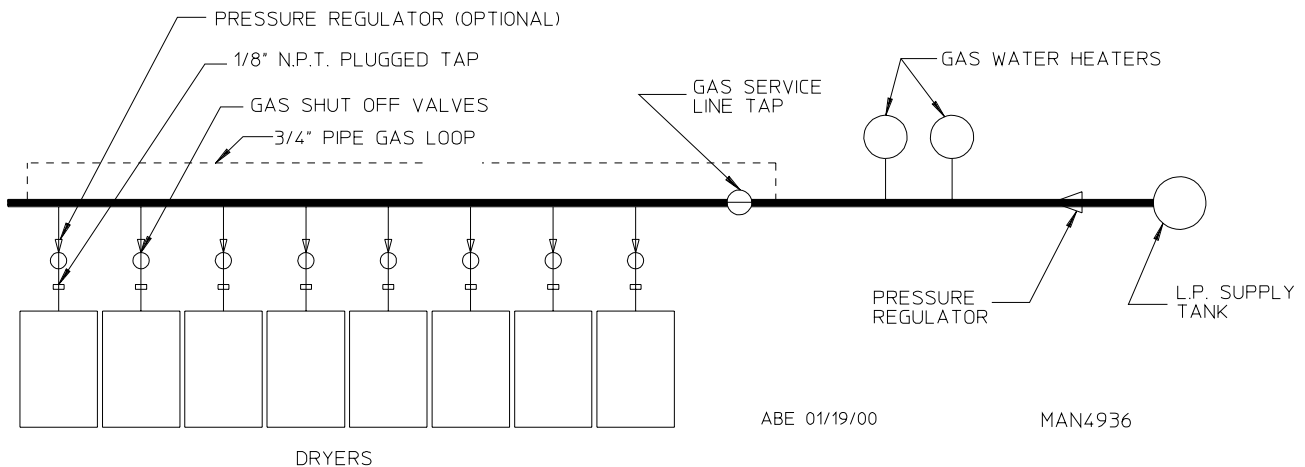 PRESSURE REGULATOR (OPTIONAL)
1/8" N.P.T. PLUGGED TAP
GAS SHUT OFF VALVES
3/4" PIPE GAS LOOP
GAS SERVICE
LINE TAP
GAS WATER HEATERS
PRESSURE
REGULATOR
L.P. SUPPLY
TANK
ABE 01/19/00
MAN4936
DRYERS